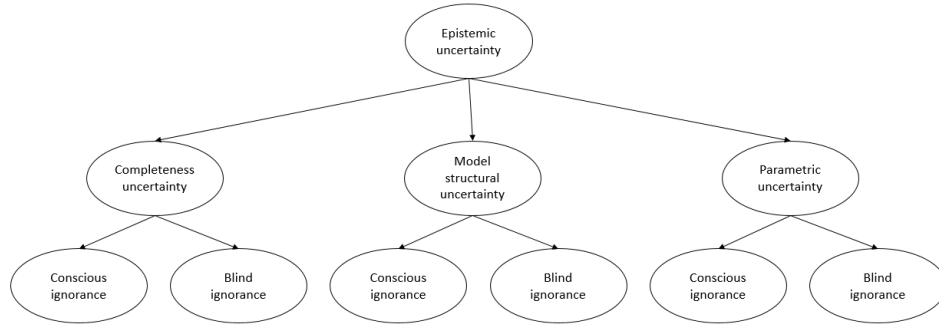 Epistemic
uncertainty
Completeness
uncertainty
Model
structural
uncertainty
Parametric
uncertainty
Conscious
ignorance
Blind
ignorance
Conscious
ignorance
Blind
ignorance
Conscious
ignorance
Blind
ignorance